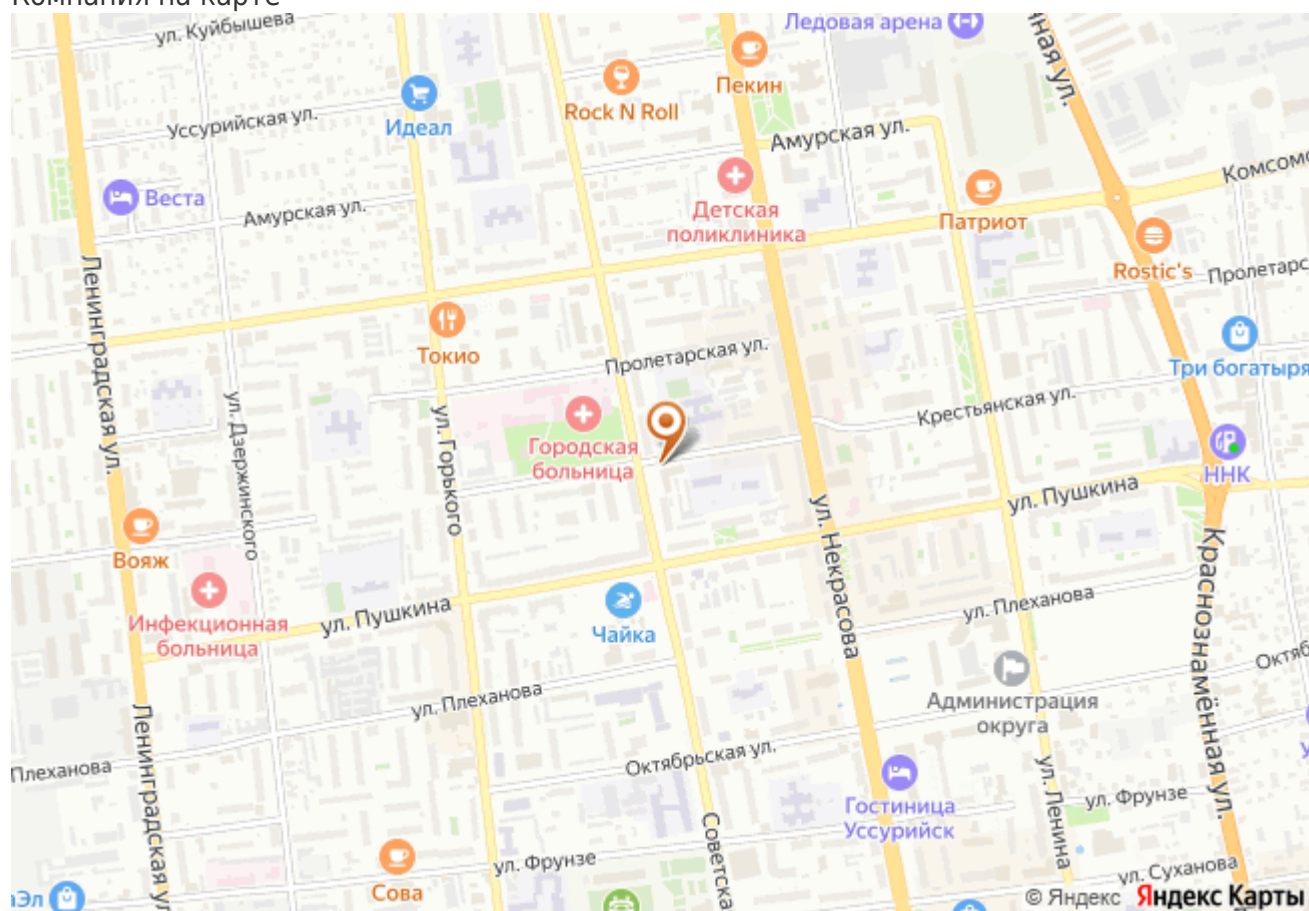 Компания на карте
ул. Куйбышева
Ледовая арена
Пекин
Rock N Roll
Идеал
Уссурийская ул.
Амурская ул.
Веста
Амурская ул.
Детская
поликлиника
Патриот
Rostic's
Ленинградская ул.
Токио
Пролетарская ул.
Три богатыря
ул. Дзержинского
ул. Горького
Городская
больница
Крестьянская ул.
ННК
ул. Пушкина
ул. Некрасова
Вояж
Инфекционная
больница
ул. Пушкина
Чайка
ул. Плеханова
Краснознамённая ул.
ул. Плеханова
Администрация
округа
Плеханова
Октябрьская ул.
Гостиница
Уссурийск
ул. Ленина
ул. Фрунзе
ул. Фрунзе
Сова
Советска
Ленинградская ул
ул. Суханова
© Яндекс Яндекс Карты